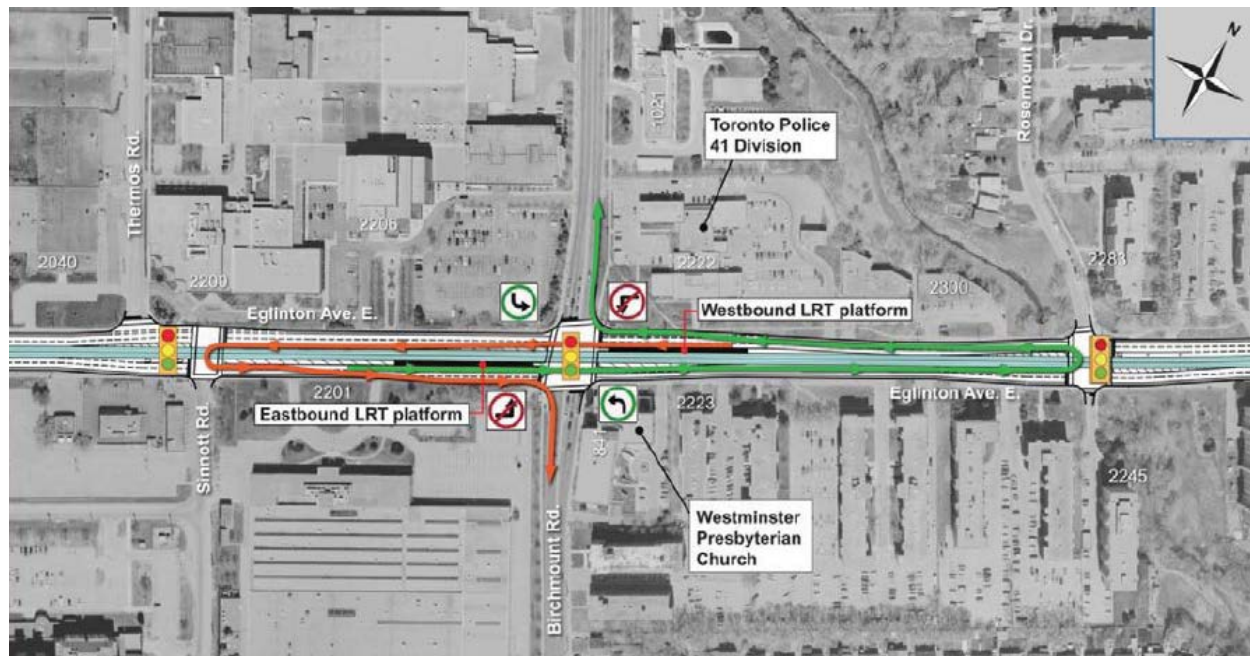 N
Thermos Rd.
1021
Rosemount Dr.
Toronto Police
41 Division
2206
2040
2209
2222
2283
2300
Eglinton Ave. E.
Westbound LRT platform
2201
Eastbound LRT platform
2223
Eglinton Ave. E.
841
Sinnott Rd.
2245
Birchmount Rd.
Westminster
Presbyterian
Church